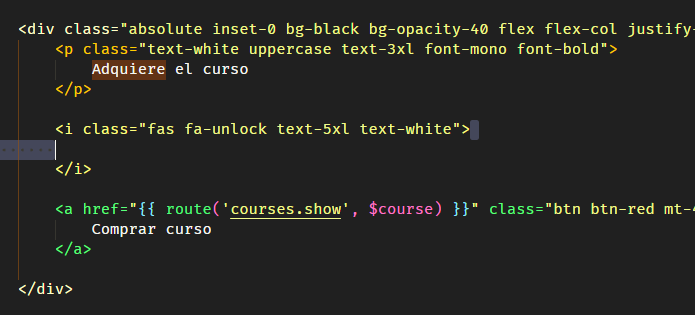 <div class="absolute inset-0 bg-black bg-opacity-40 flex flex-col justify-
<p class="text-white uppercase text-3xl font-mono font-bold">
Adquiere el curso
</p>
<i class="fas fa-unlock text-5xl text-white">
</i>
<a href="{{ route('courses.show', $course) }}" class="btn btn-red mt-
Comprar curso
</a>
</div>